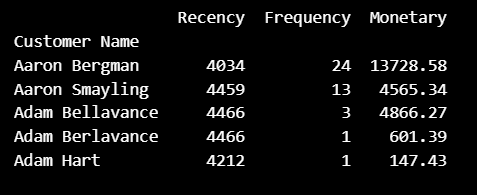 Recency Frequency Monetary
Customer Name
Aaron Bergman 4034 24 13728.58
Aaron Smayling 4459 13 4565.34
Adam Bellavance 4466 3 4866.27
Adam Berlavance 4466 1 601.39
Adam Hart 4212 1 147.43